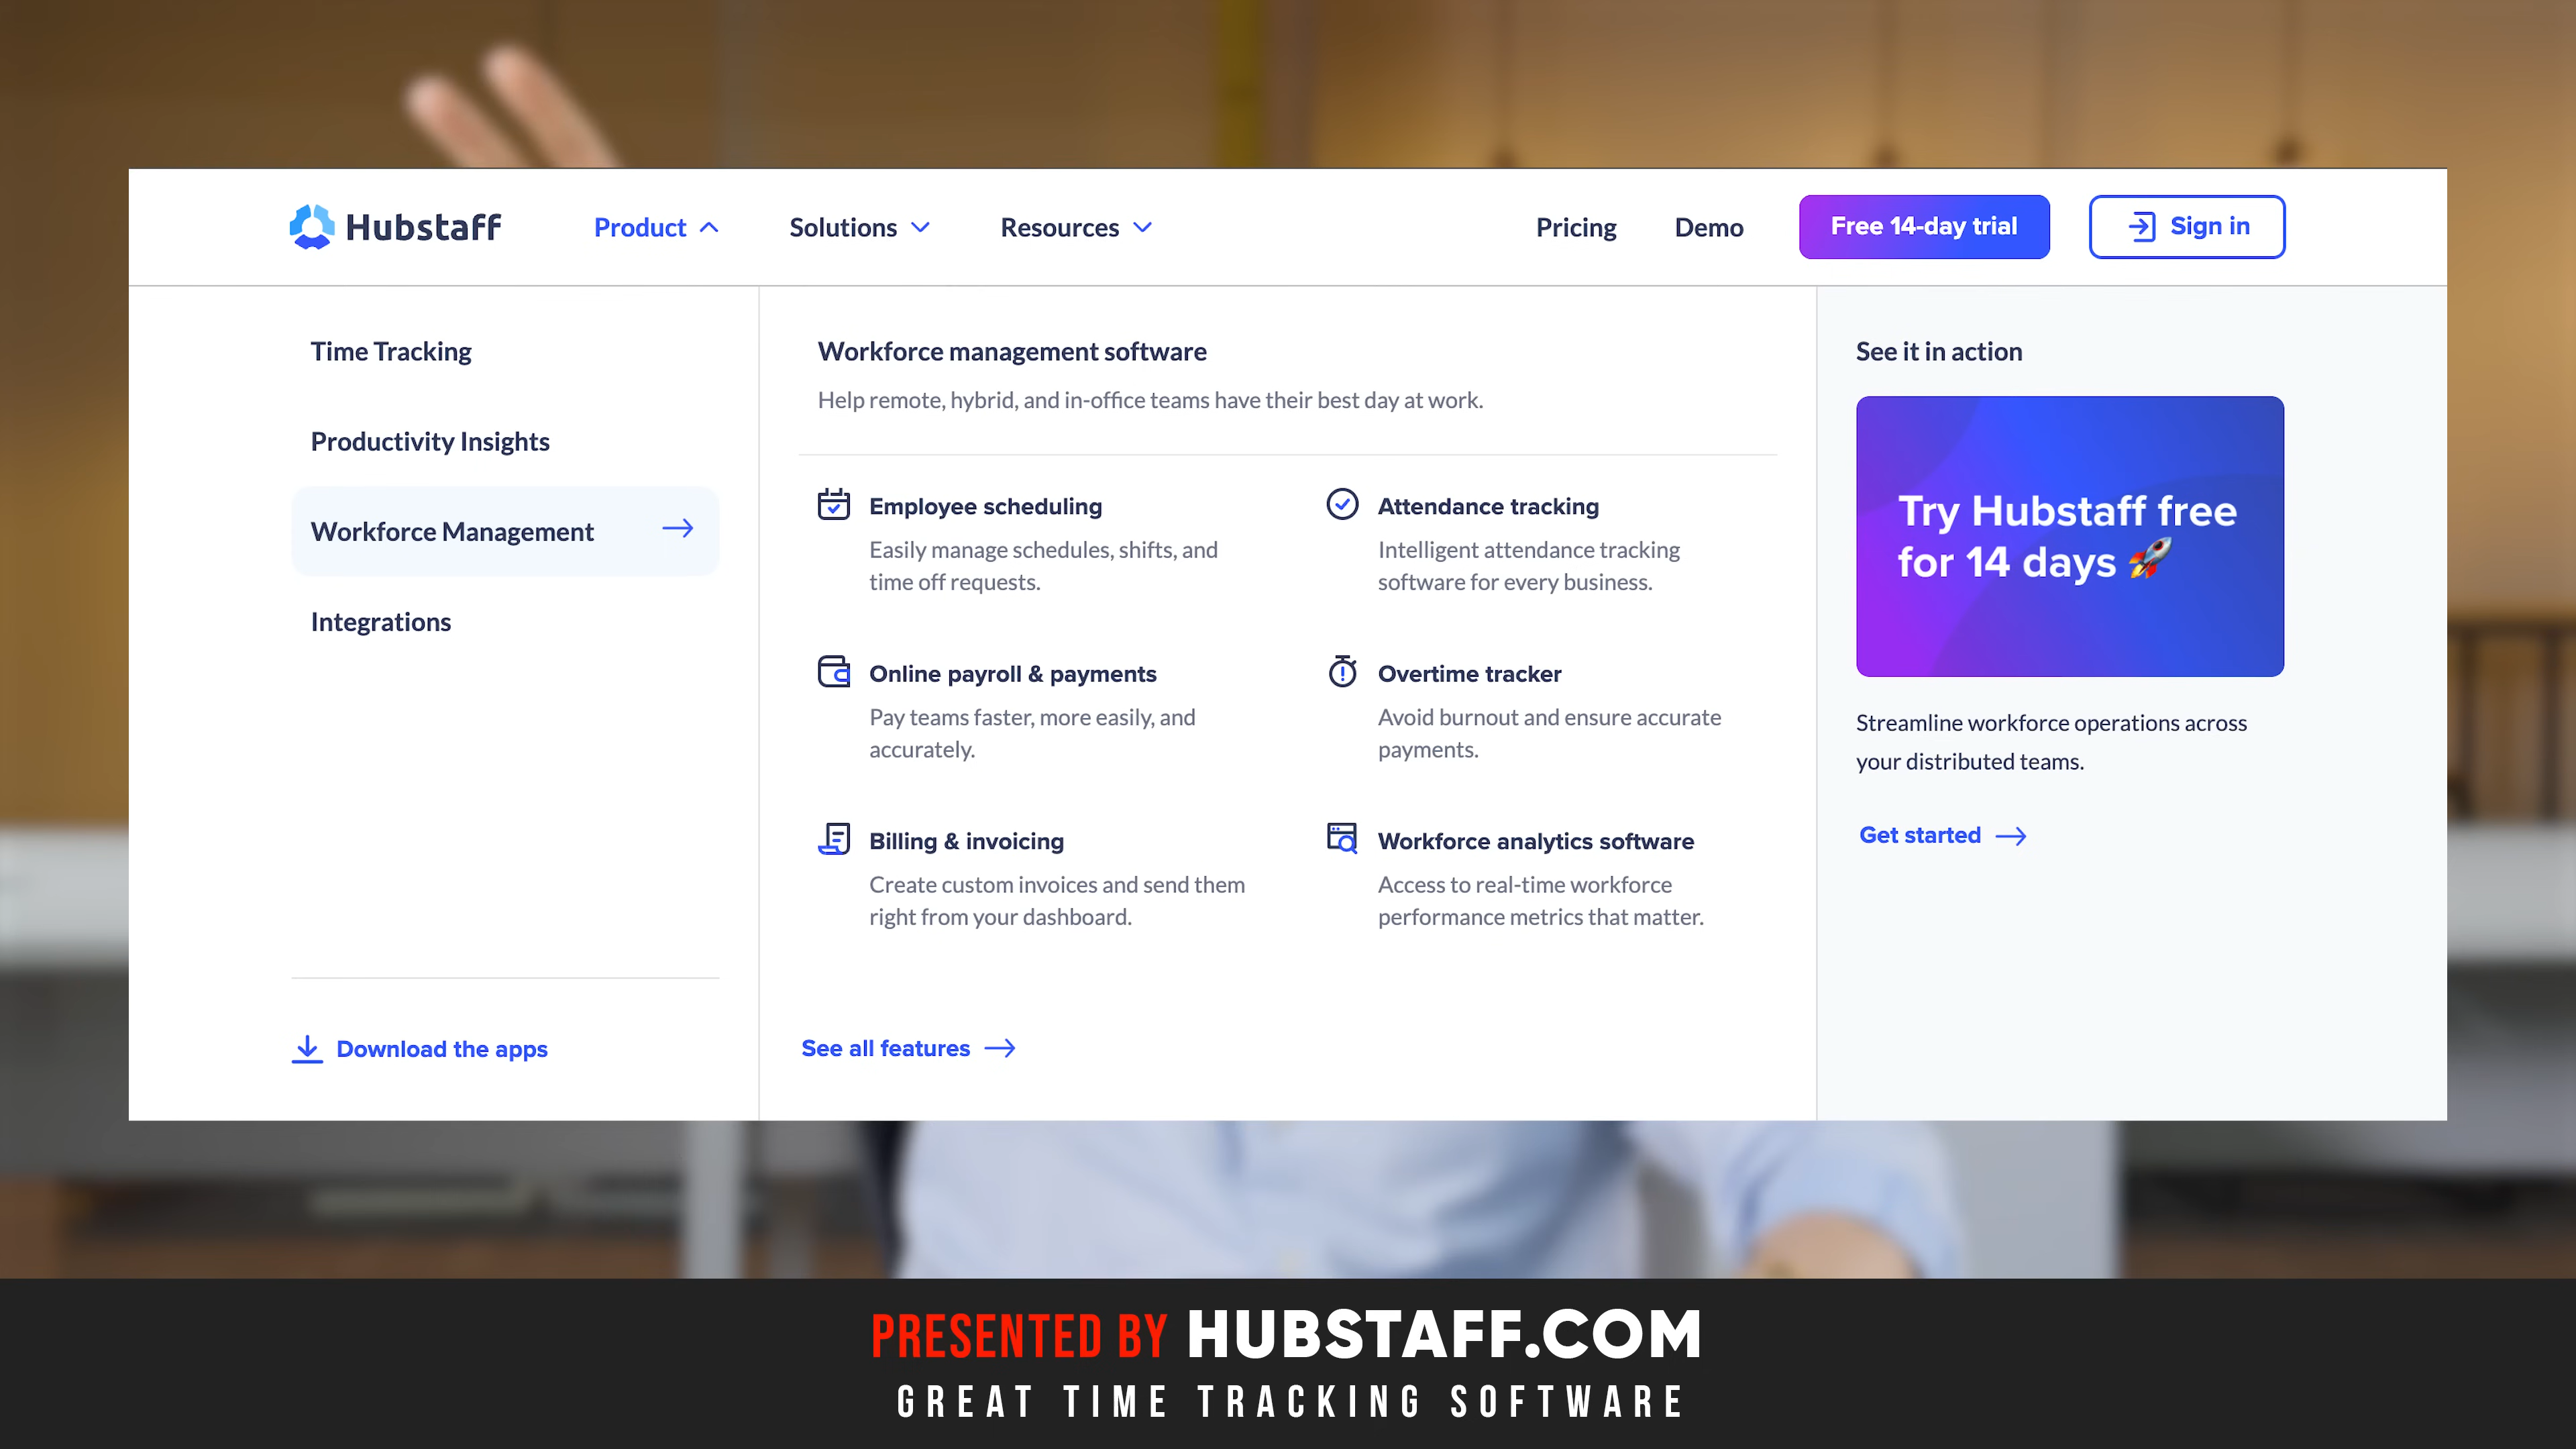 Hubstaff
Product
Solutions
Resources
Pricing
Demo
Free 14-day trial
Sign in
Time Tracking
Productivity Insights
Workforce Management
Integrations
Download the apps
Workforce management software
Help remote, hybrid, and in-office teams have their best day at work.
Employee scheduling
Easily manage schedules, shifts, and
time off requests.
Attendance tracking
Intelligent attendance tracking
software for every business.
Online payroll & payments
Pay teams faster, more easily, and
accurately.
Overtime tracker
Avoid burnout and ensure accurate
payments.
Billing & invoicing
Create custom invoices and send them
right from your dashboard.
Workforce analytics software
Access to real-time workforce
performance metrics that matter.
See all features
See it in action
Try Hubstaff free
for 14 days 🚀
Streamline workforce operations across
your distributed teams.
Get started
PRESENTED BY HUBSTAFF.COM
GREAT TIME TRACKING SOFTWARE